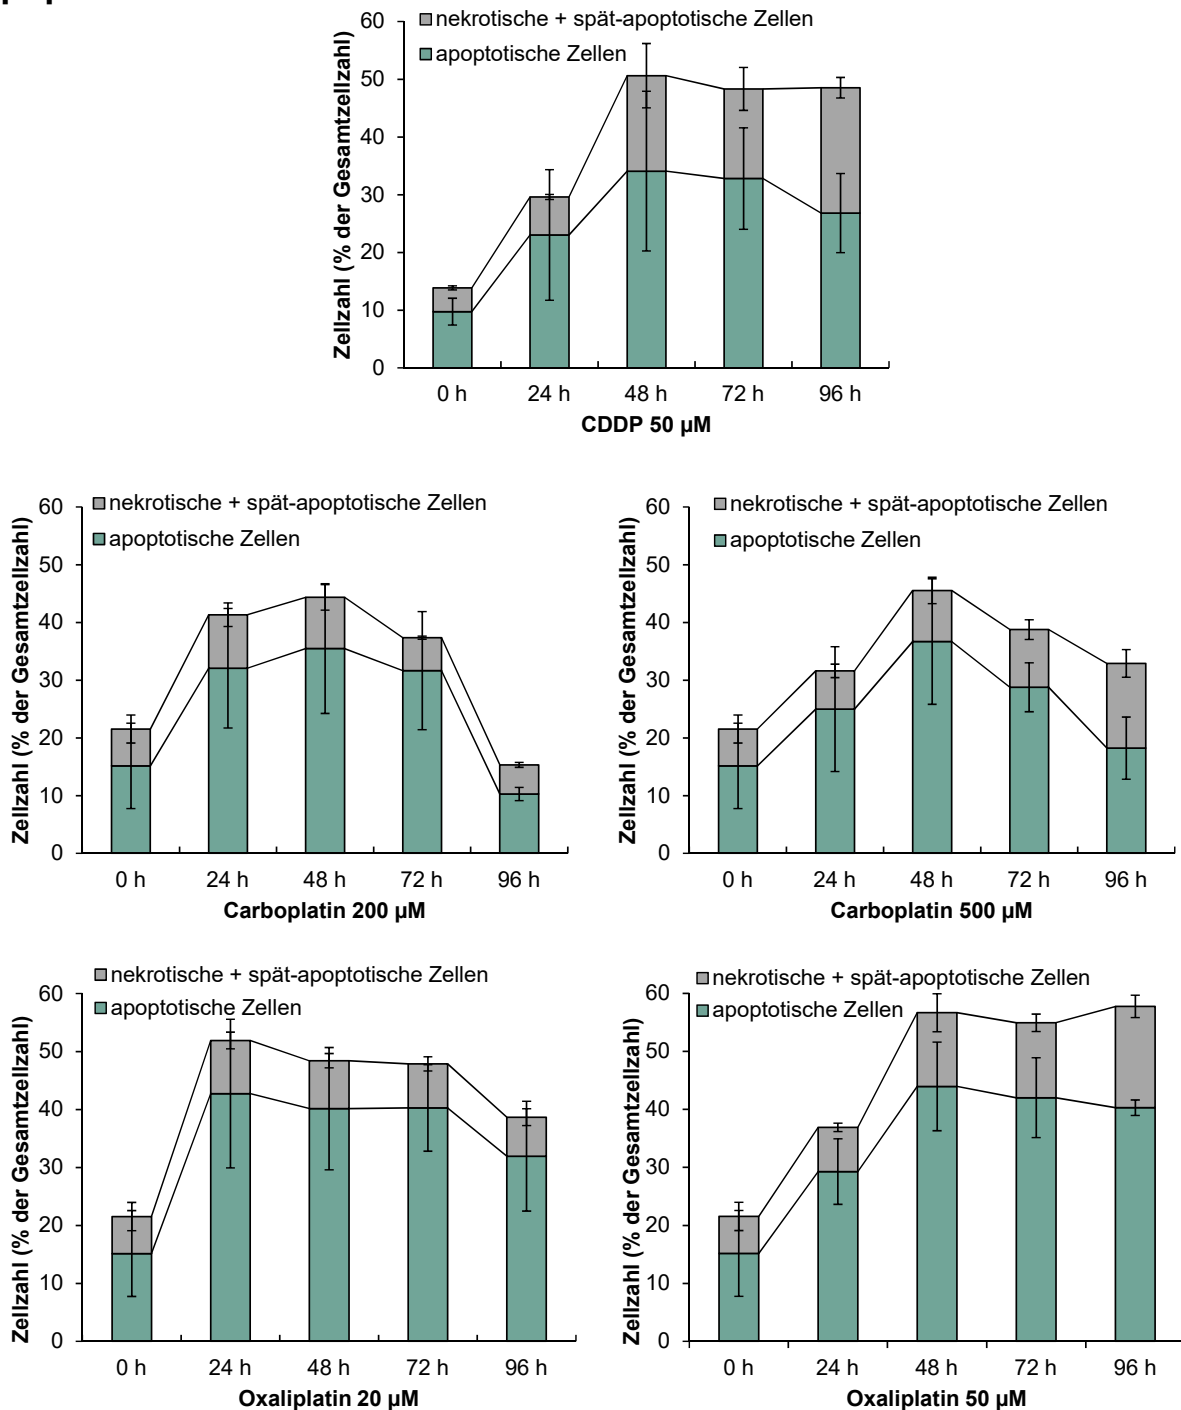 60
nekrotische + spät-apoptotische Zellen
apoptotische Zellen
50
40
30
20
10
0
Zellzahl (% der Gesamtzellzahl)
0 h 24 h 48 h 72 h 96 h
CDDP 50 µM
60
nekrotische + spät-apoptotische Zellen
apoptotische Zellen
50
40
30
20
10
0
Zellzahl (% der Gesamtzellzahl)
0 h 24 h 48 h 72 h 96 h
Carboplatin 200 µM
60
nekrotische + spät-apoptotische Zellen
apoptotische Zellen
50
40
30
20
10
0
Zellzahl (% der Gesamtzellzahl)
0 h 24 h 48 h 72 h 96 h
Carboplatin 500 µM
nekrotische + spät-apoptotische Zellen
60
apoptotische Zellen
50
40
30
20
10
0
Zellzahl (% der Gesamtzellzahl)
0 h 24 h 48 h 72 h 96 h
Oxaliplatin 20 µM
nekrotische + spät-apoptotische Zellen
60
apoptotische Zellen
50
40
30
20
10
0
Zellzahl (% der Gesamtzellzahl)
0 h 24 h 48 h 72 h 96 h
Oxaliplatin 50 µM